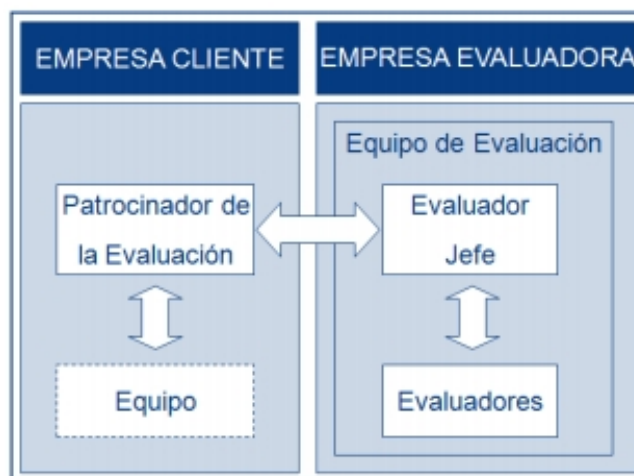 EMPRESA CLIENTE
EMPRESA EVALUADORA
Equipo de Evaluación
Patrocinador de
la Evaluación
Evaluador
Jefe
Equipo
Evaluadores